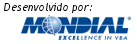 Desenvolvido por:
MONDIAL
EXCELLENCE IN VBA